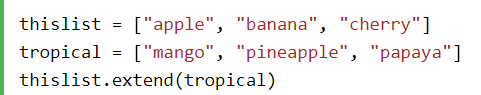 thislist = ["apple", "banana", "cherry"]
tropical = ["mango", "pineapple", "papaya"]
thislist.extend(tropical)